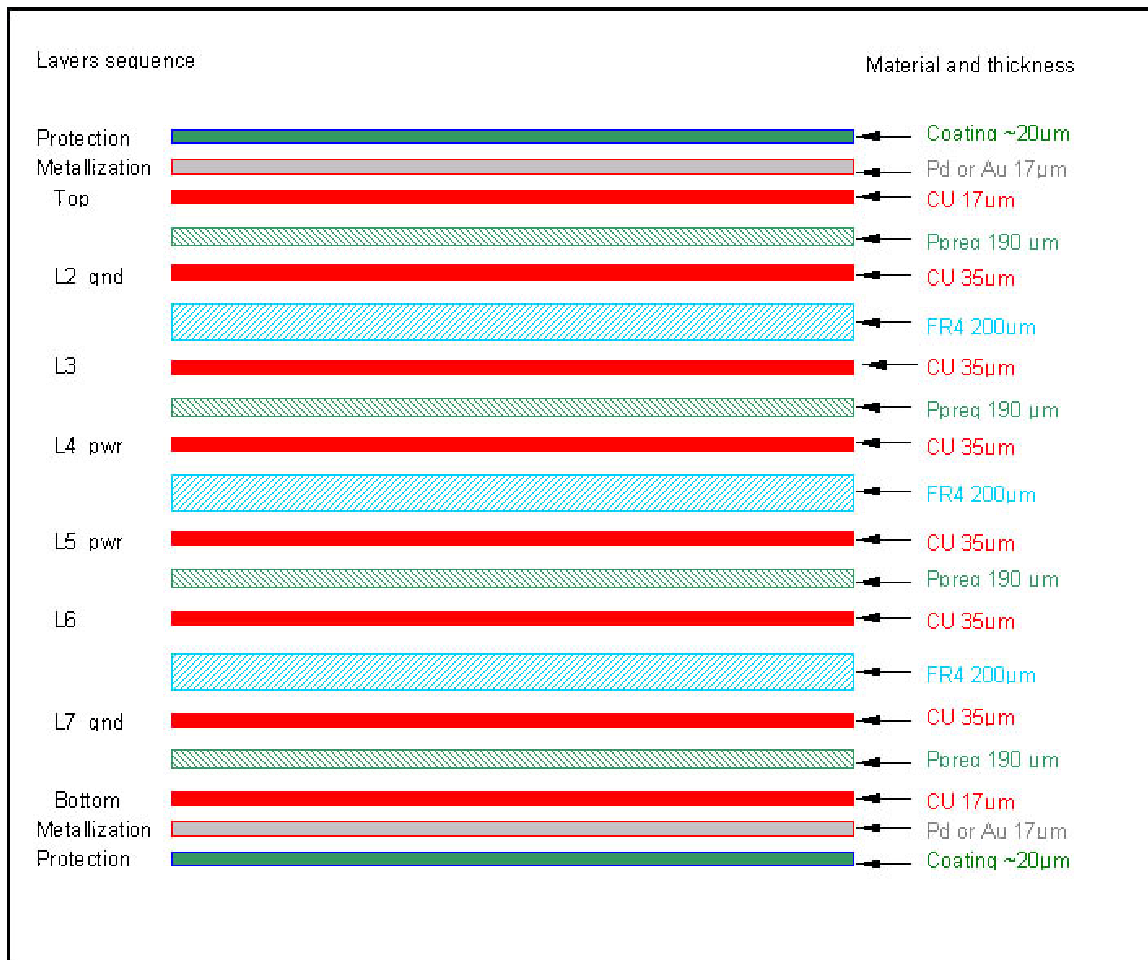 Layers sequence
Material and thickness
Protection
Coating ~20µm
Metallization
Pd or Au 17µm
Top
CU 17µm
Ppreg 190 µm
L2 gnd
CU 35µm
FR4 200µm
L3
CU 35µm
Ppreg 190 µm
L4 pwr
CU 35µm
FR4 200µm
L5 pwr
CU 35µm
Ppreg 190 µm
L6
CU 35µm
FR4 200µm
L7 gnd
CU 35µm
Ppreg 190 µm
Bottom
CU 17µm
Metallization
Pd or Au 17µm
Protection
Coating ~20µm